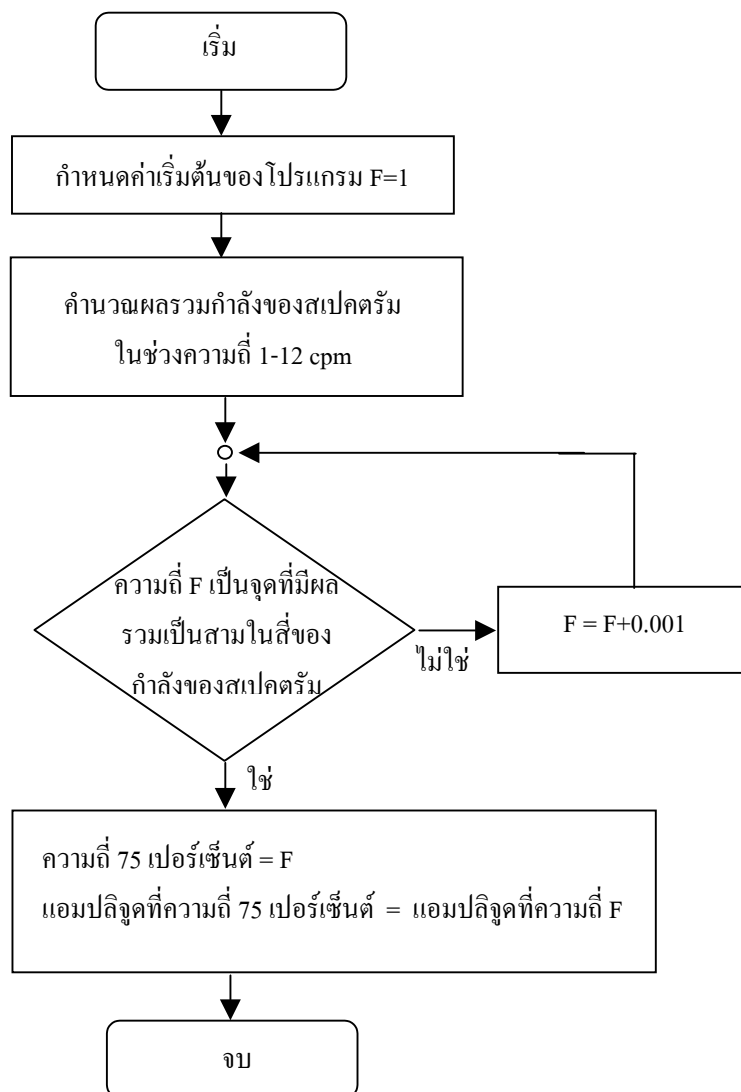 เริ่ม
กำหนดค่าเริ่มต้นของโปรแกรม F=1
คำนวณผลรวมกำลังของสเปคตรัม
ในช่วงความถี่ 1-12 cpm
ความถี่ F เป็นจุดที่มีผล
รวมเป็นสามในสี่ของ
กำลังของสเปคตรัม
ไม่ใช่
F = F+0.001
ใช่
ความถี่ 75 เปอร์เซ็นต์ = F
แอมปลิจูดที่ความถี่ 75 เปอร์เซ็นต์ = แอมปลิจูดที่ความถี่ F
จบ